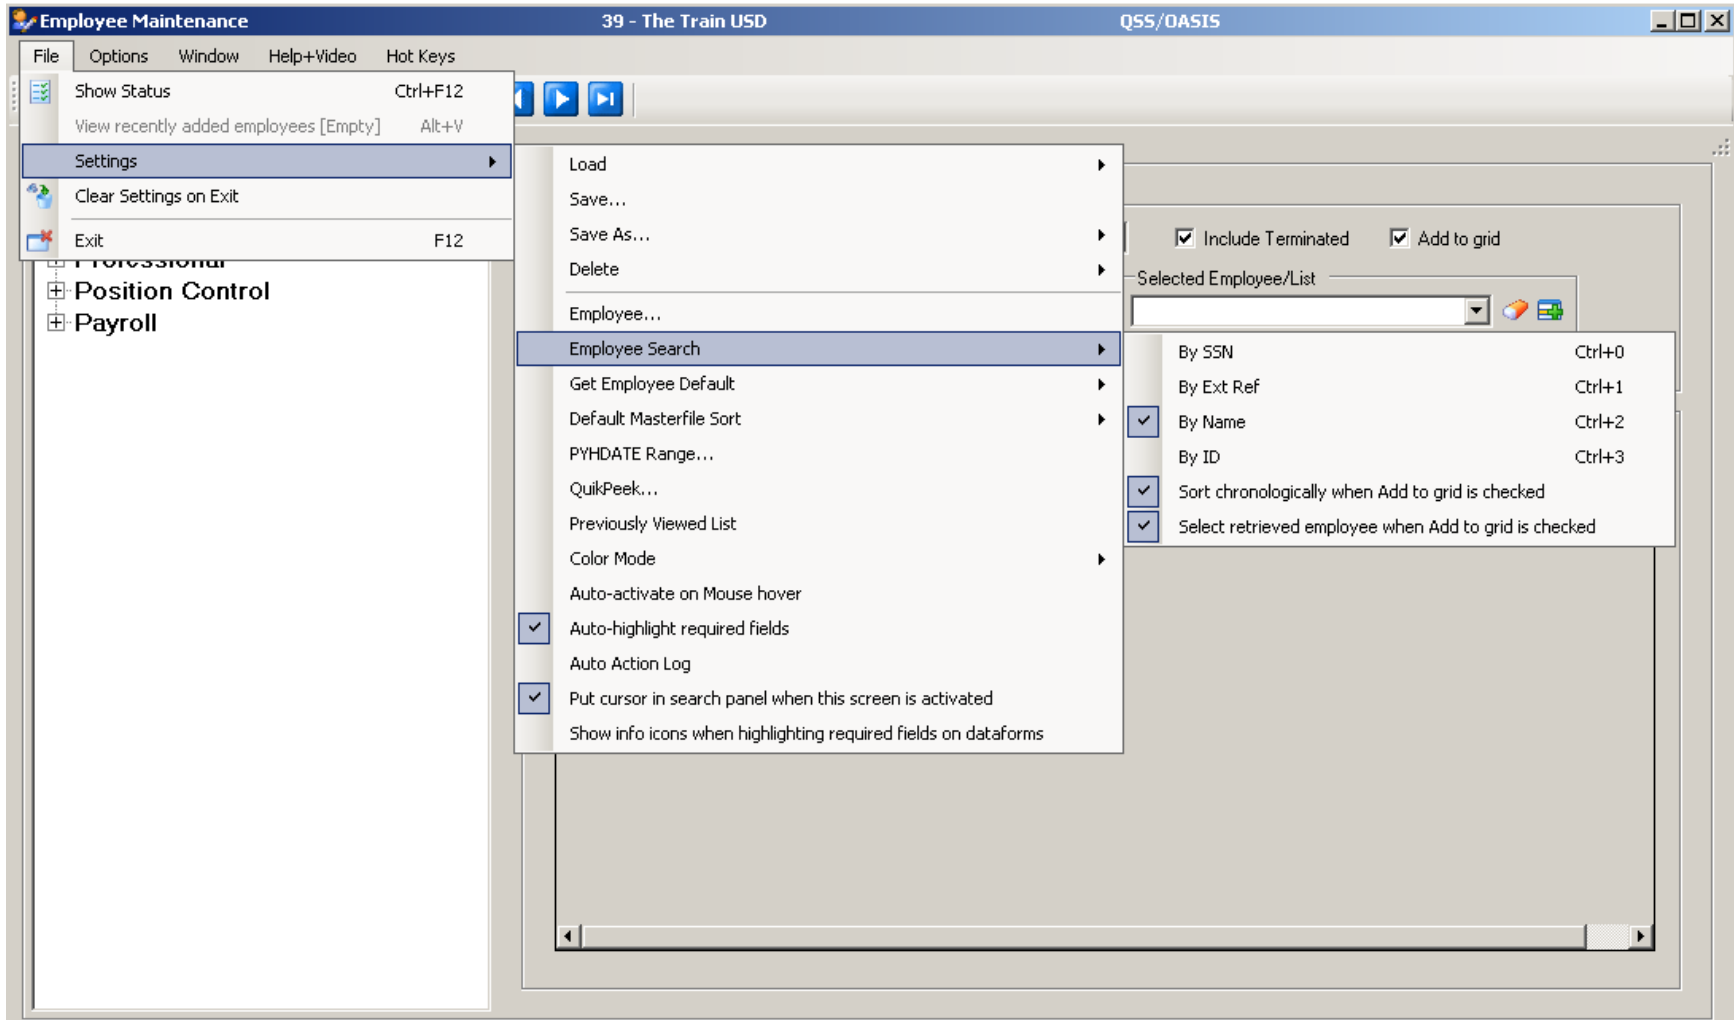 Employee Maintenance 39 - The Train USD QSS/OASIS
File Options Window Help+Video Hot Keys
Show Status Ctrl+F12
View recently added employees [Empty] Alt+V
Settings
Clear Settings on Exit
Exit F12
Professional
Position Control
Payroll
Load
Save...
Save As...
Delete
Employee...
Employee Search
Get Employee Default
Default Masterfile Sort
PYHDATE Range...
QuikPeek...
Previously Viewed List
Color Mode
Auto-activate on Mouse hover
Auto-highlight required fields
Auto Action Log
Put cursor in search panel when this screen is activated
Show info icons when highlighting required fields on dataforms
Include Terminated Add to grid
Selected Employee/List
By SSN Ctrl+0
By Ext Ref Ctrl+1
By Name Ctrl+2
By ID Ctrl+3
Sort chronologically when Add to grid is checked
Select retrieved employee when Add to grid is checked